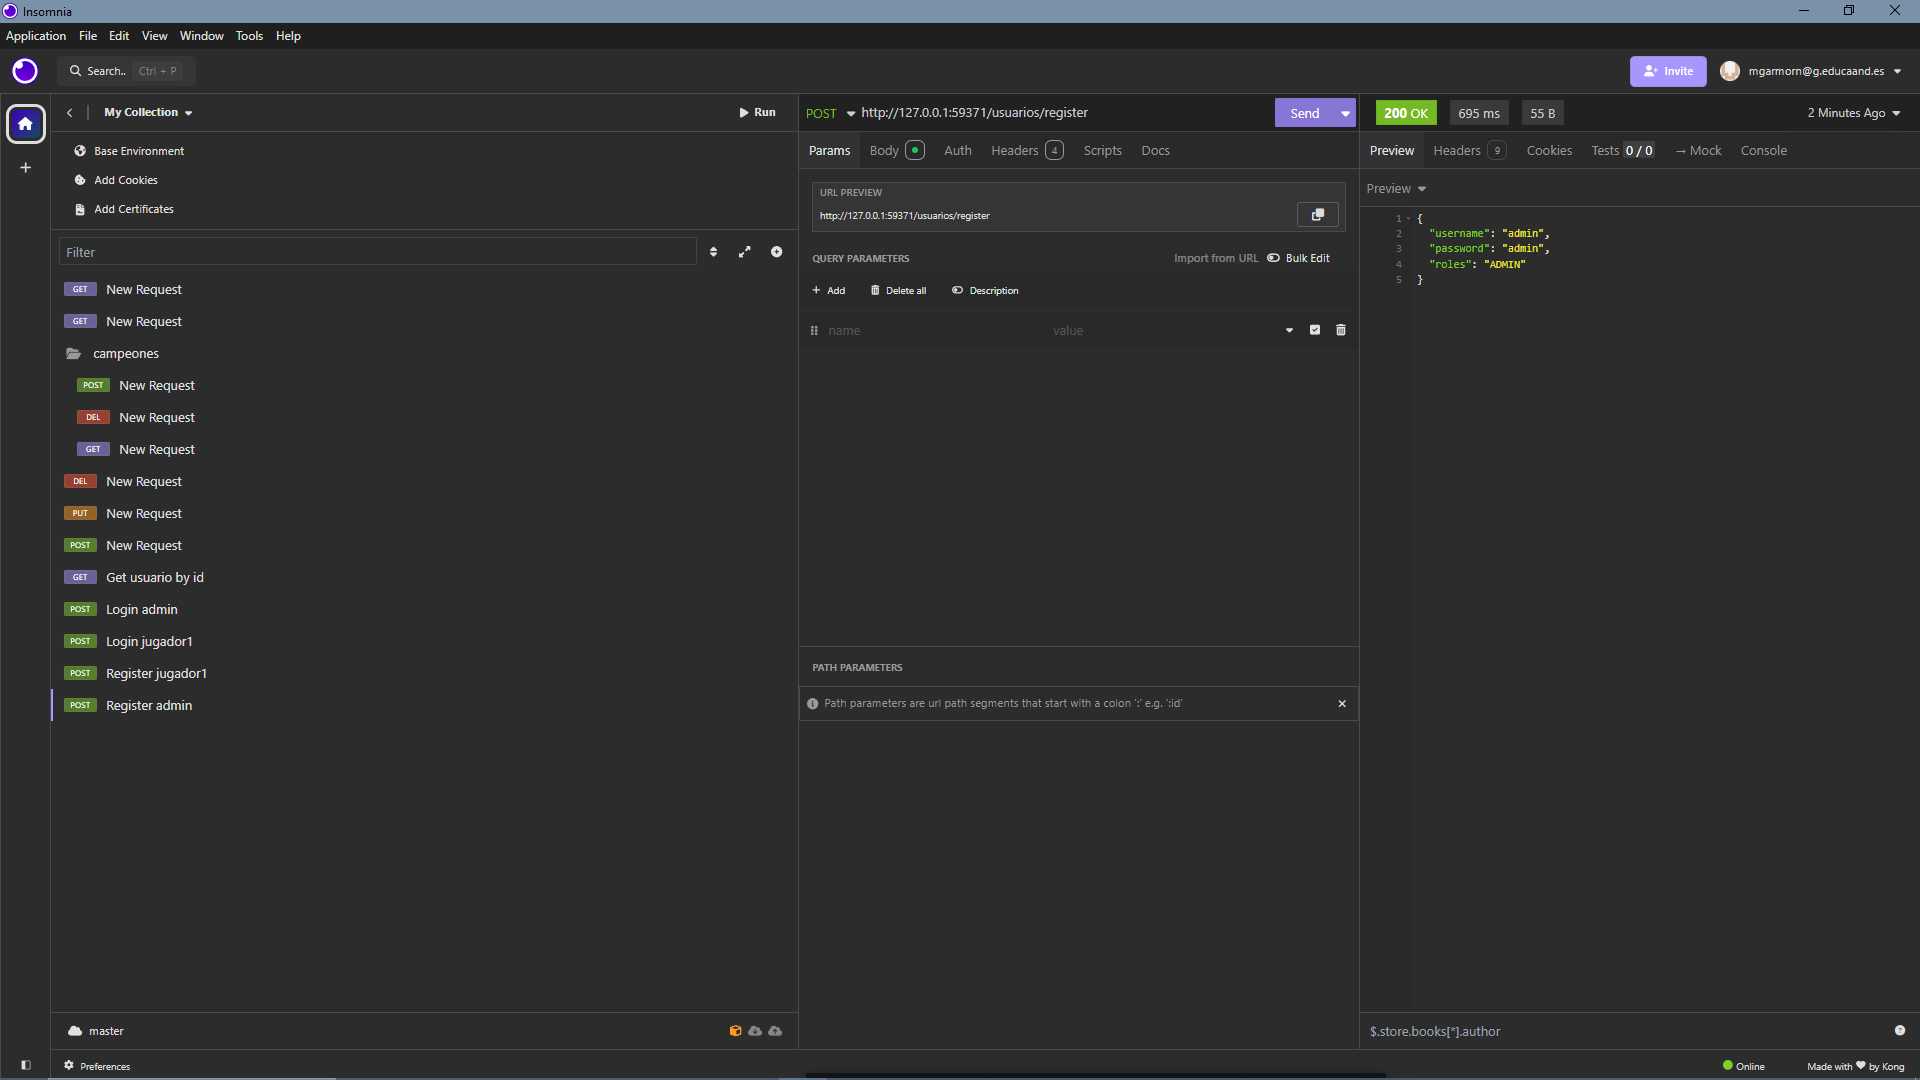 Insomnia
Application File Edit View Window Tools Help
Search.. Ctrl + P
Invite mgarmorn@g.educaand.es
My Collection Run
Base Environment
Add Cookies
Add Certificates
Filter
GET New Request
GET New Request
campeones
POST New Request
DEL New Request
GET New Request
DEL New Request
PUT New Request
POST New Request
GET Get usuario by id
POST Login admin
POST Login jugador1
POST Register jugador1
POST Register admin
master
Preferences
POST http://127.0.0.1:59371/usuarios/register Send
Params Body Auth Headers 4 Scripts Docs
URL PREVIEW
http://127.0.0.1:59371/usuarios/register
QUERY PARAMETERS Import from URL Bulk Edit
+ Add Delete all Description
name value
PATH PARAMETERS
Path parameters are url path segments that start with a colon ':' e.g. ':id'
200 OK 695 ms 55 B 2 Minutes Ago
Preview Headers 9 Cookies Tests 0 / 0 → Mock Console
Preview
1 {
2 "username": "admin",
3 "password": "admin",
4 "roles": "ADMIN"
5 }
$.store.books[*].author
Online Made with ♥ by Kong